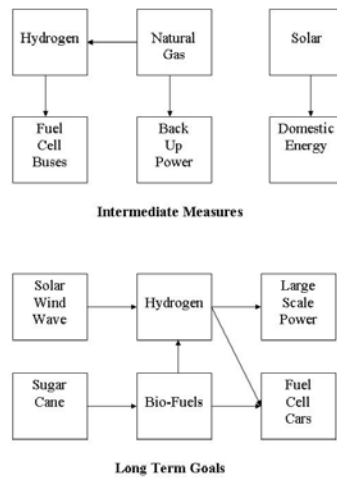 Hydrogen
Natural
Gas
Solar
Fuel
Cell
Buses
Back
Up
Power
Domestic
Energy
Intermediate Measures
Solar
Wind
Wave
Hydrogen
Large
Scale
Power
Sugar
Cane
Bio-Fuels
Fuel
Cell
Cars
Long Term Goals